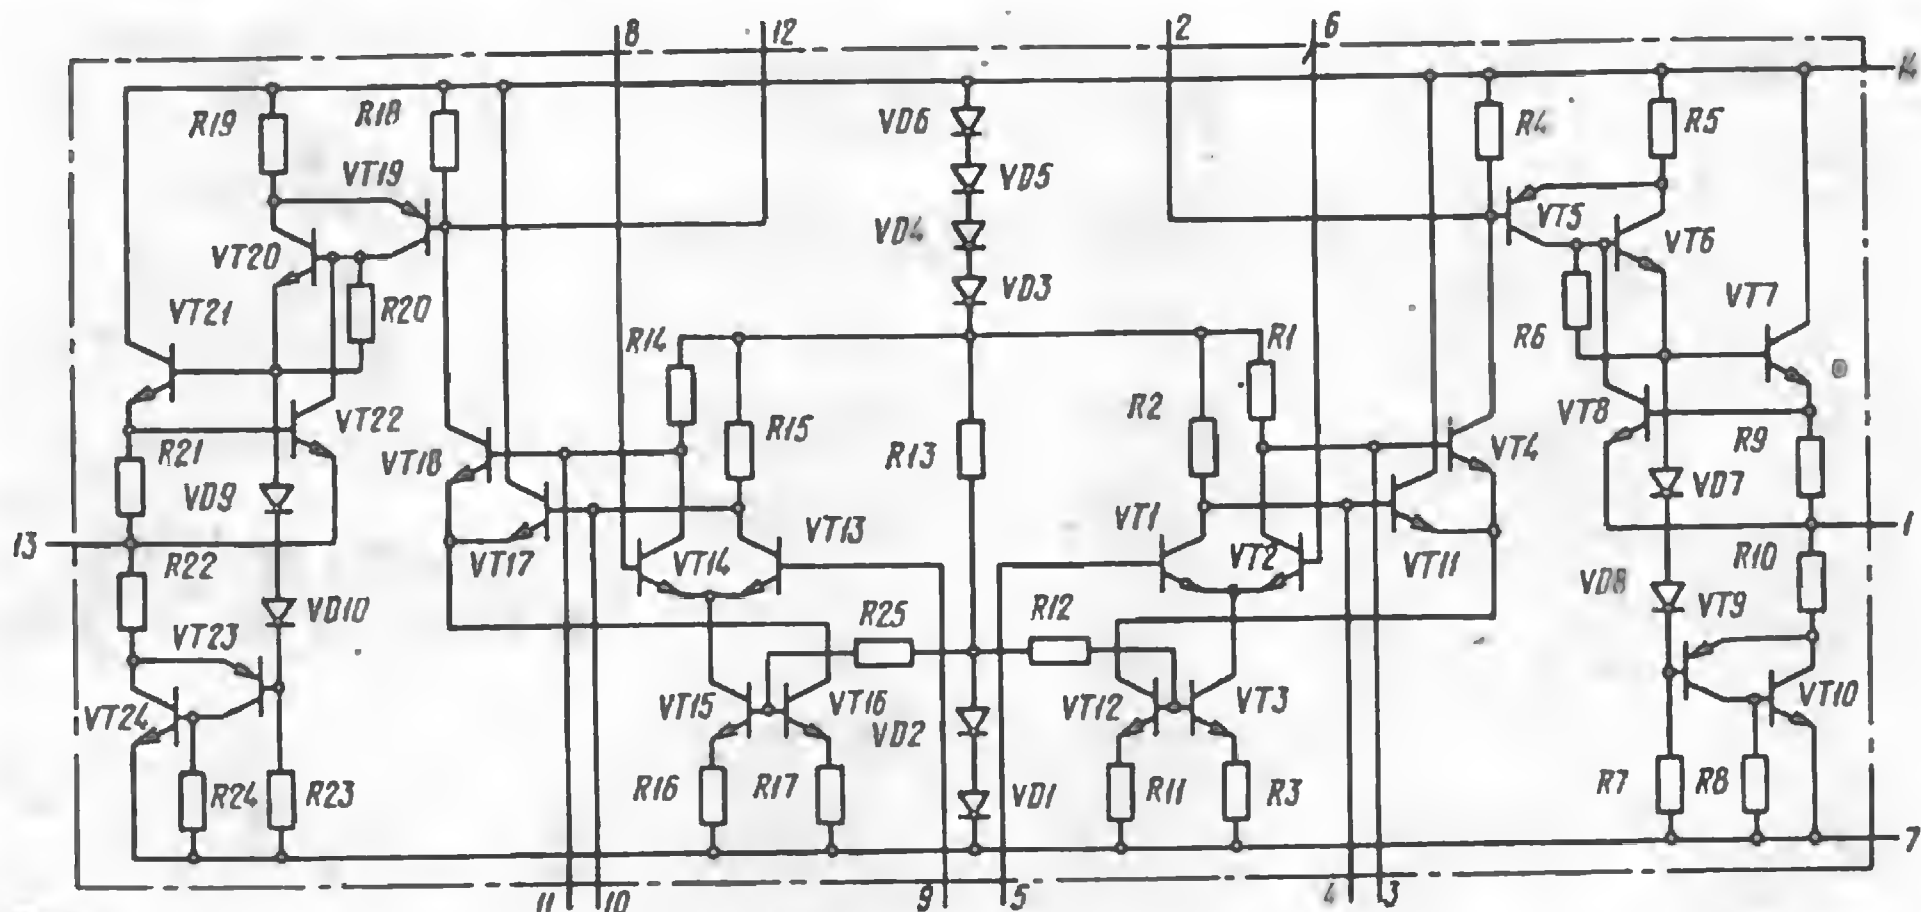 8 12 2 6
14
R19 R18 VD6 R4 R5
VT19 VD5
VT5
VT20 VD4 VT6
VT21 R20 VD3 VT7
R14 R1 R6
VT22 R15 R2 VT8
R21 VT18 R13 VT4 R9
VD9 VD7
13 VT17 VT14 VT13 VT1 VT2 VT11 1
R22 R10
VD10 R25 R12 VD8 VT9
VT23
VT24 VT15 VT16 VT12 VT3 VT10
VD2
R24 R23 R16 R17 VD1 R11 R3 R7 R8
7
11 10 9 5 4 3